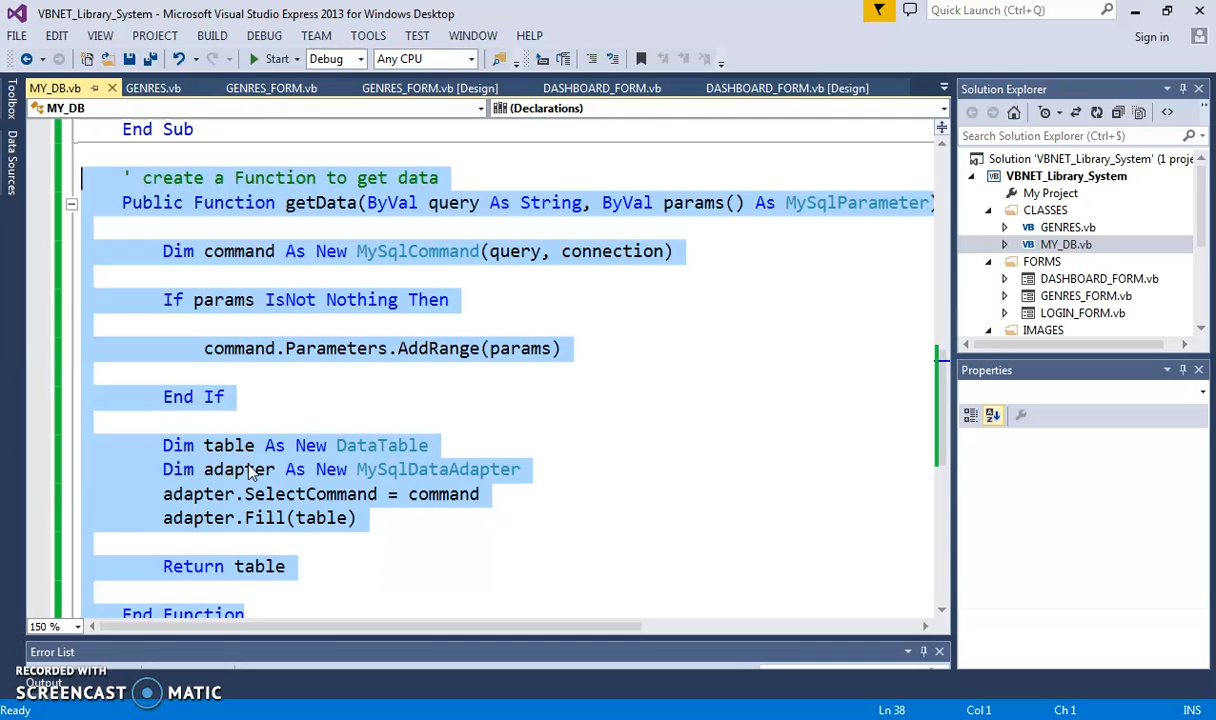 VBNET_Library_System - Microsoft Visual Studio Express 2013 for Windows Desktop
Quick Launch (Ctrl+Q)
FILE EDIT VIEW PROJECT BUILD DEBUG TEAM TOOLS TEST WINDOW HELP
Sign in
Start Debug Any CPU
Toolbox
Data Sources
MY_DB.vb GENRES.vb GENRES_FORM.vb GENRES_FORM.vb [Design] DASHBOARD_FORM.vb DASHBOARD_FORM.vb [Design]
MY_DB (Declarations)
End Sub
' create a Function to get data
Public Function getData(ByVal query As String, ByVal params() As MySqlParameter)
Dim command As New MySqlCommand(query, connection)
If params IsNot Nothing Then
command.Parameters.AddRange(params)
End If
Dim table As New DataTable
Dim adapter As New MySqlDataAdapter
adapter.SelectCommand = command
adapter.Fill(table)
Return table
End Function
150 %
Error List
Output
Solution Explorer
Search Solution Explorer (Ctrl+$)
Solution 'VBNET_Library_System' (1 proje
VBNET_Library_System
My Project
CLASSES
GENRES.vb
MY_DB.vb
FORMS
DASHBOARD_FORM.vb
GENRES_FORM.vb
LOGIN_FORM.vb
IMAGES
Properties
RECORDED WITH
SCREENCAST MATIC
Ready Ln 38 Col 1 Ch 1 INS